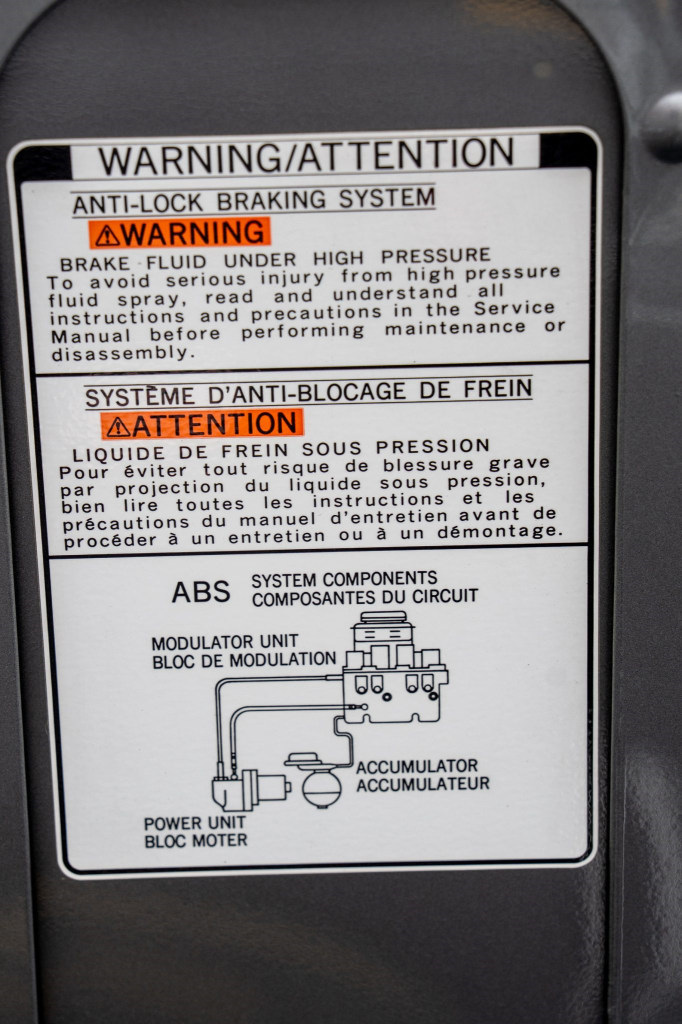 WARNING/ATTENTION
ANTI-LOCK BRAKING SYSTEM
⚠WARNING
BRAKE FLUID UNDER HIGH PRESSURE
To avoid serious injury from high pressure
fluid spray, read and understand all
instructions and precautions in the Service
Manual before performing maintenance or
disassembly.
SYSTÈME D'ANTI-BLOCAGE DE FREIN
⚠ATTENTION
LIQUIDE DE FREIN SOUS PRESSION
Pour éviter tout risque de blessure grave
par projection du liquide sous pression,
bien lire toutes les instructions et les
précautions du manuel d'entretien avant de
procéder à un entretien ou à un démontage.
ABS SYSTEM COMPONENTS
COMPOSANTES DU CIRCUIT
MODULATOR UNIT
BLOC DE MODULATION
ACCUMULATOR
ACCUMULATEUR
POWER UNIT
BLOC MOTER